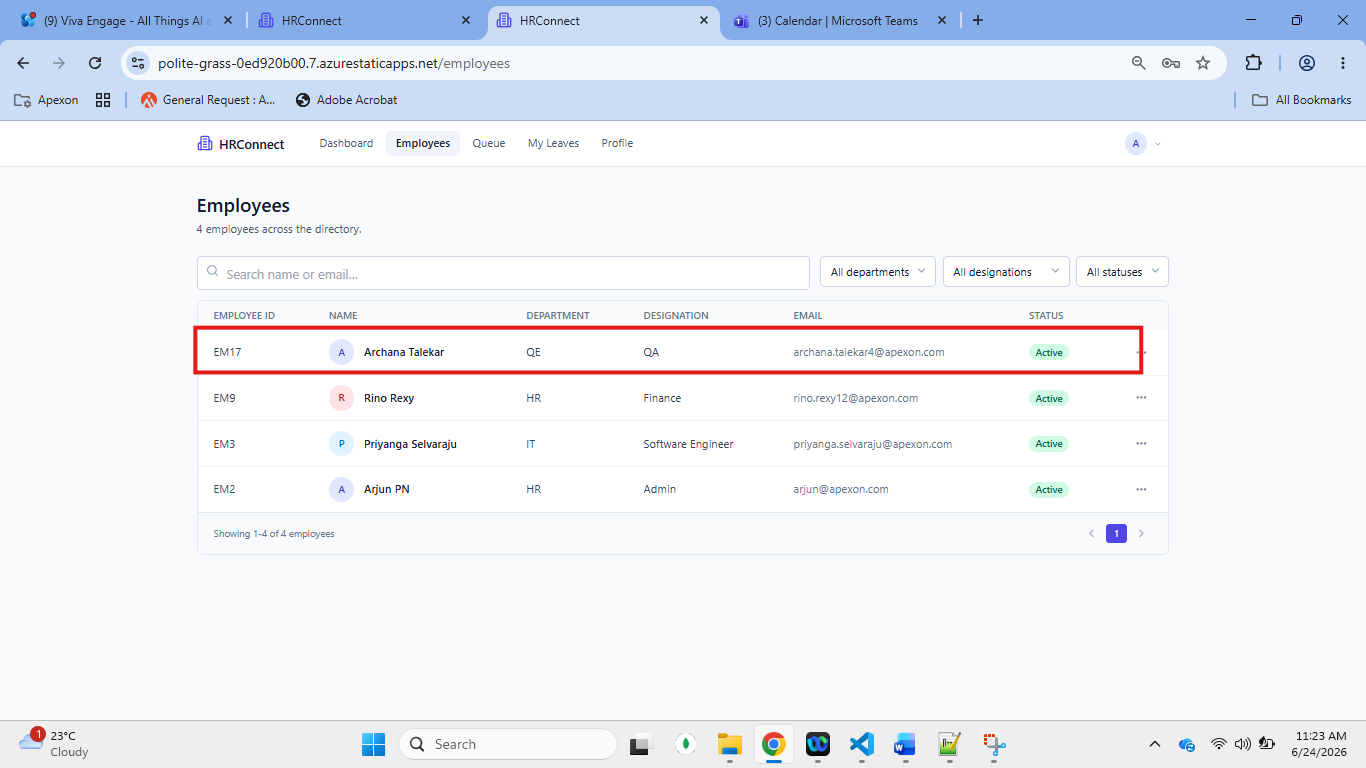 (9) Viva Engage - All Things AI a
HRConnect
HRConnect
(3) Calendar | Microsoft Teams
polite-grass-0ed920b00.7.azurestaticapps.net/employees
Apexon
General Request : A...
Adobe Acrobat
All Bookmarks
HRConnect
Dashboard
Employees
Queue
My Leaves
Profile
A
Employees
4 employees across the directory.
Search name or email...
All departments
All designations
All statuses
EMPLOYEE ID NAME DEPARTMENT DESIGNATION EMAIL STATUS
EM17 A Archana Talekar QE QA archana.talekar4@apexon.com Active ...
EM9 R Rino Rexy HR Finance rino.rexy12@apexon.com Active ...
EM3 P Priyanga Selvaraju IT Software Engineer priyanga.selvaraju@apexon.com Active ...
EM2 A Arjun PN HR Admin arjun@apexon.com Active ...
Showing 1-4 of 4 employees
1
1
23°C
Cloudy
Search
11:23 AM
6/24/2026